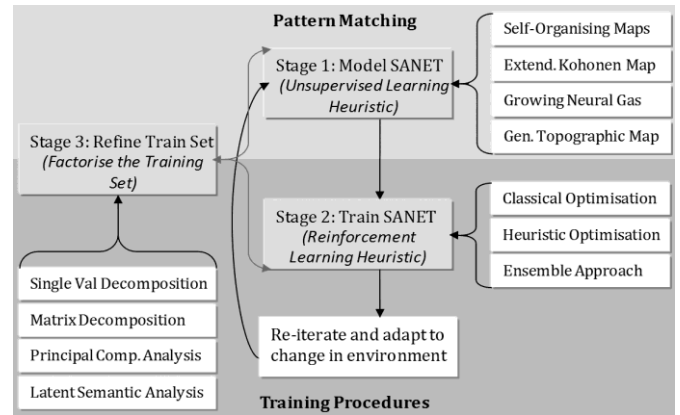 Pattern Matching
Stage 1: Model SANET
(Unsupervised Learning
Heuristic)
Self-Organising Maps
Extend. Kohonen Map
Growing Neural Gas
Gen. Topographic Map
Stage 3: Refine Train Set
(Factorise the Training
Set)
Stage 2: Train SANET
(Reinforcement
Learning Heuristic)
Classical Optimisation
Heuristic Optimisation
Ensemble Approach
Single Val Decomposition
Matrix Decomposition
Principal Comp. Analysis
Latent Semantic Analysis
Re-iterate and adapt to
change in environment
Training Procedures